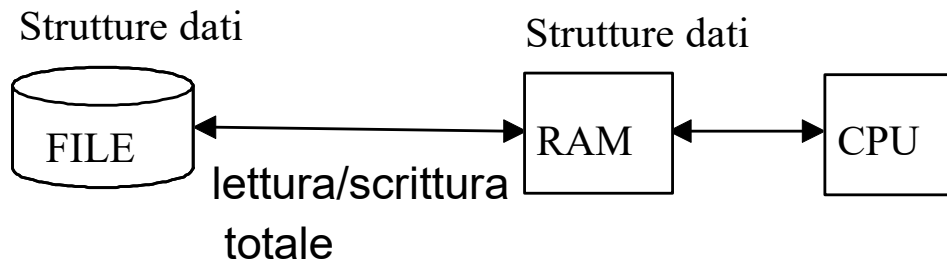 Strutture dati
Strutture dati
FILE
RAM
CPU
lettura/scrittura
totale